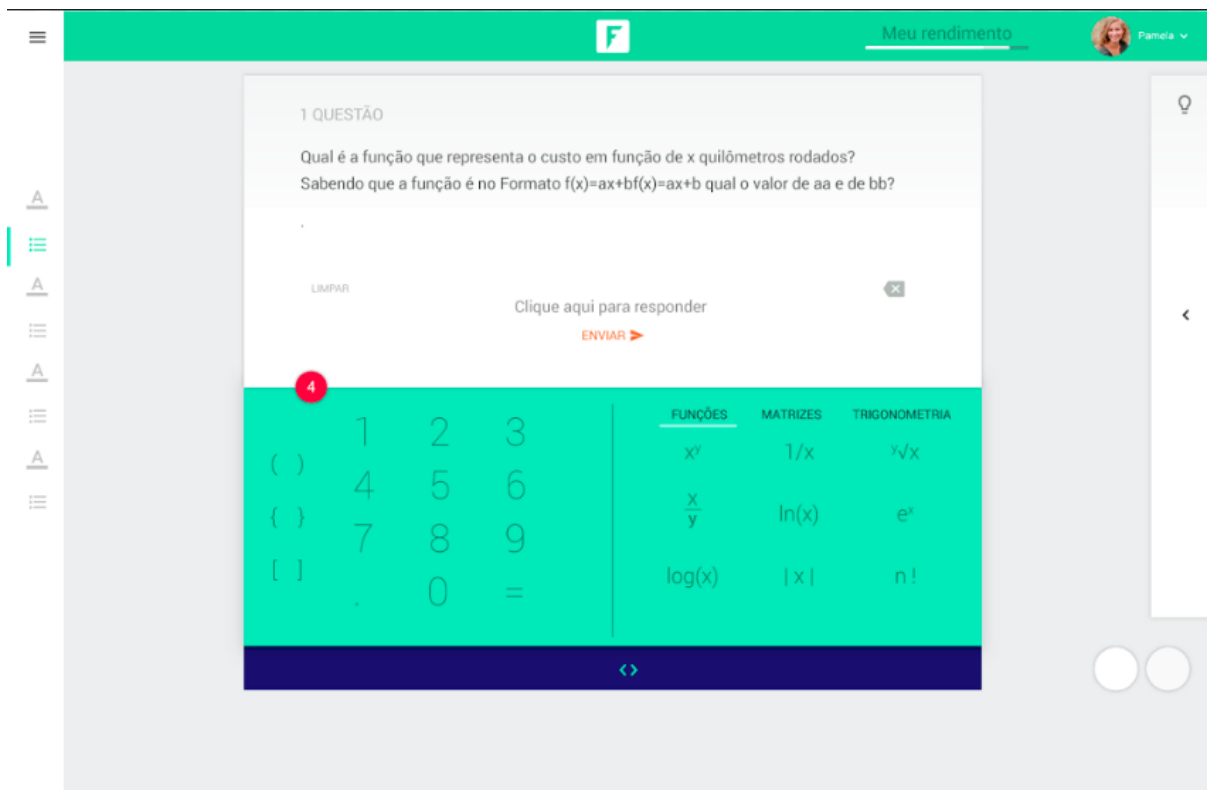 F
Meu rendimento
Pamela
1 QUESTÃO
Qual é a função que representa o custo em função de x quilômetros rodados?
Sabendo que a função é no Formato f(x)=ax+bf(x)=ax+b qual o valor de aa e de bb?
.
A
A
A
A
LIMPAR
Clique aqui para responder
ENVIAR
4
1 2 3
( )
4 5 6
{ }
7 8 9
[ ]
. 0 =
FUNÇÕES MATRIZES TRIGONOMETRIA
xʸ 1/x ʸ√x
x
y
ln(x) eˣ
log(x) |x| n!
<>